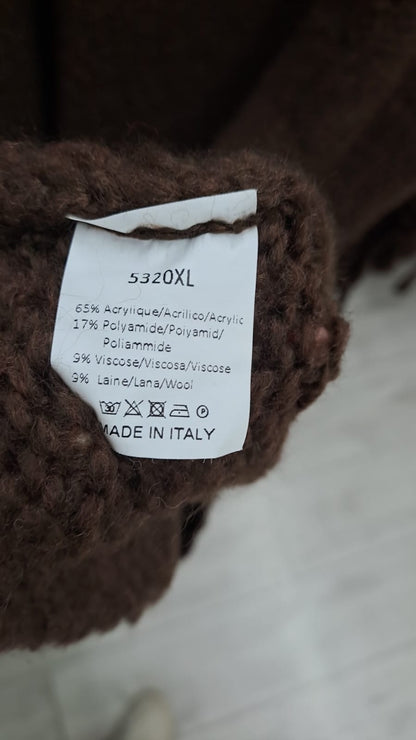 5320XL
65% Acrylique/Acrilico/Acrylic
17% Polyamide/Polyamid/
Poliammide
9% Viscose/Viscosa/Viscose
9% Laine/Lana/Wool
MADE IN ITALY